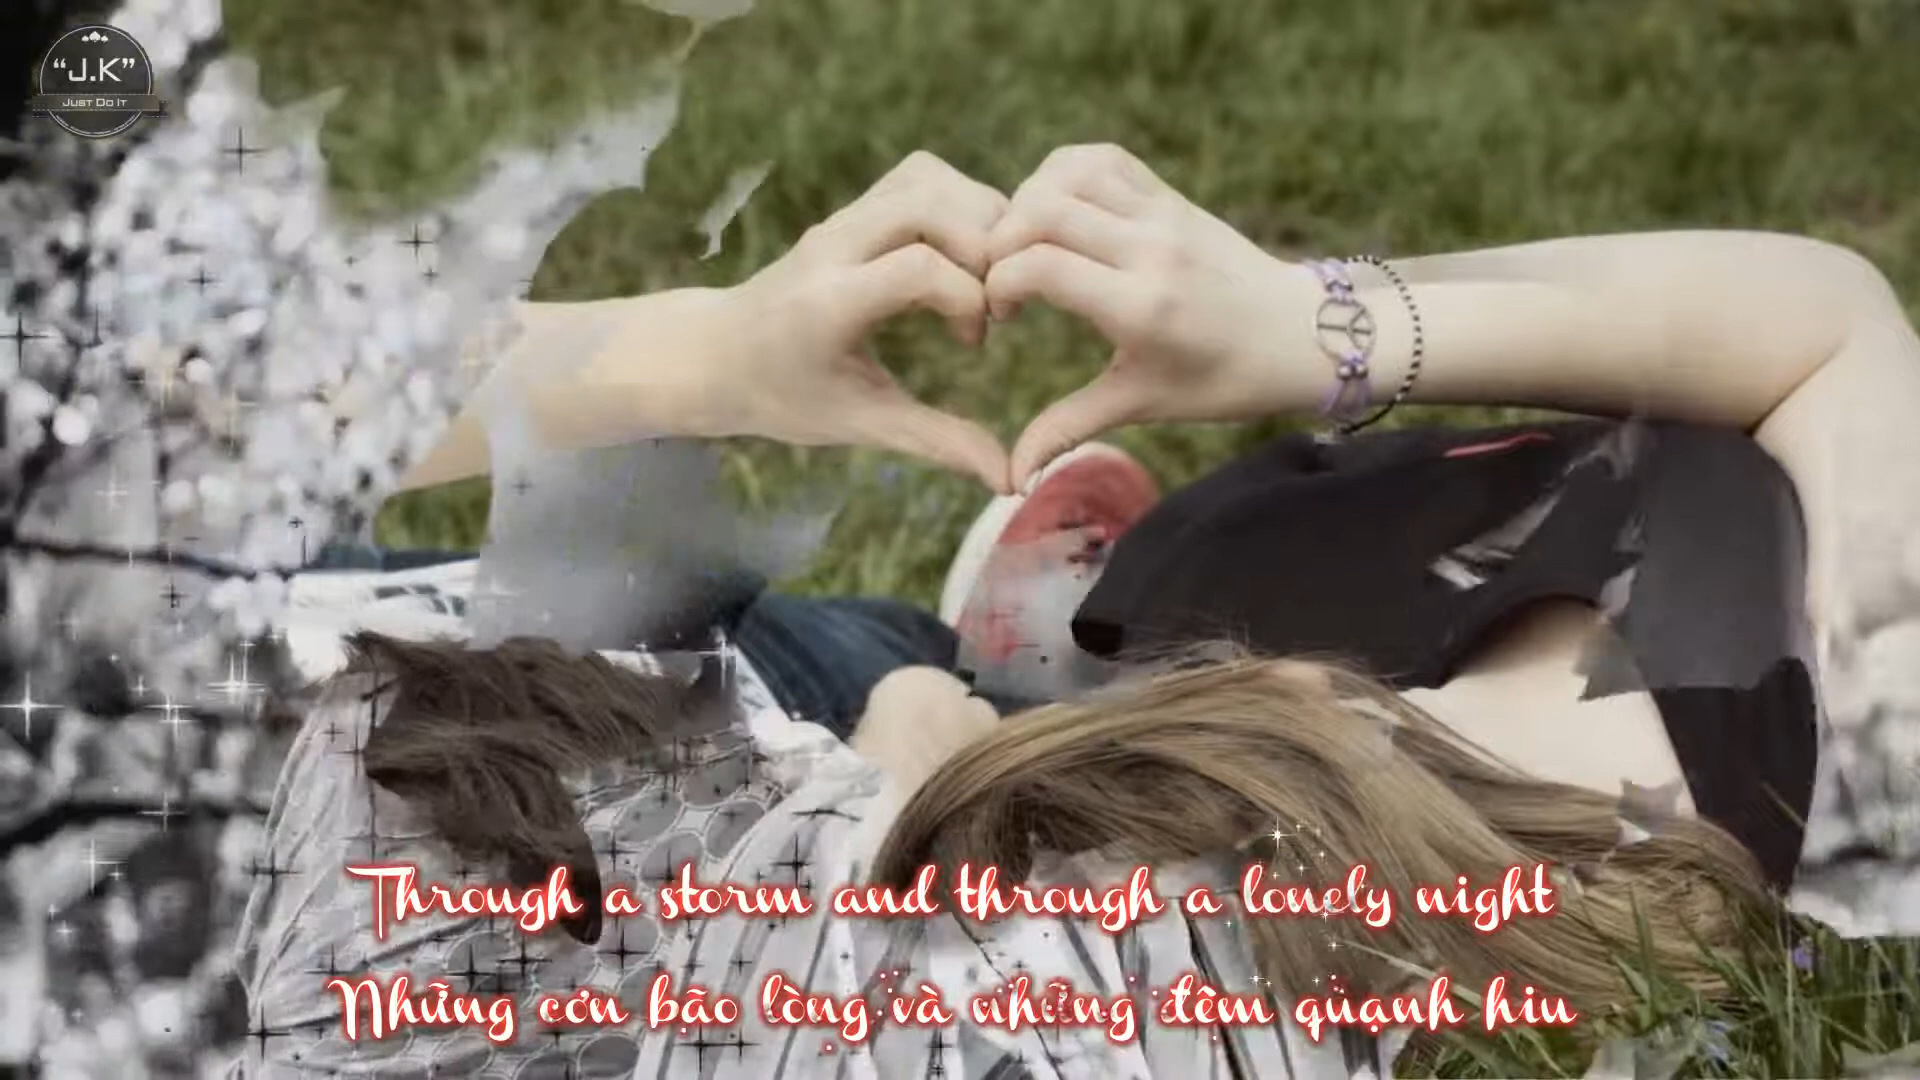 "J.K"
Just Do It
Through a storm and through a lonely night
Những cơn bão lòng và những đêm quạnh hiu